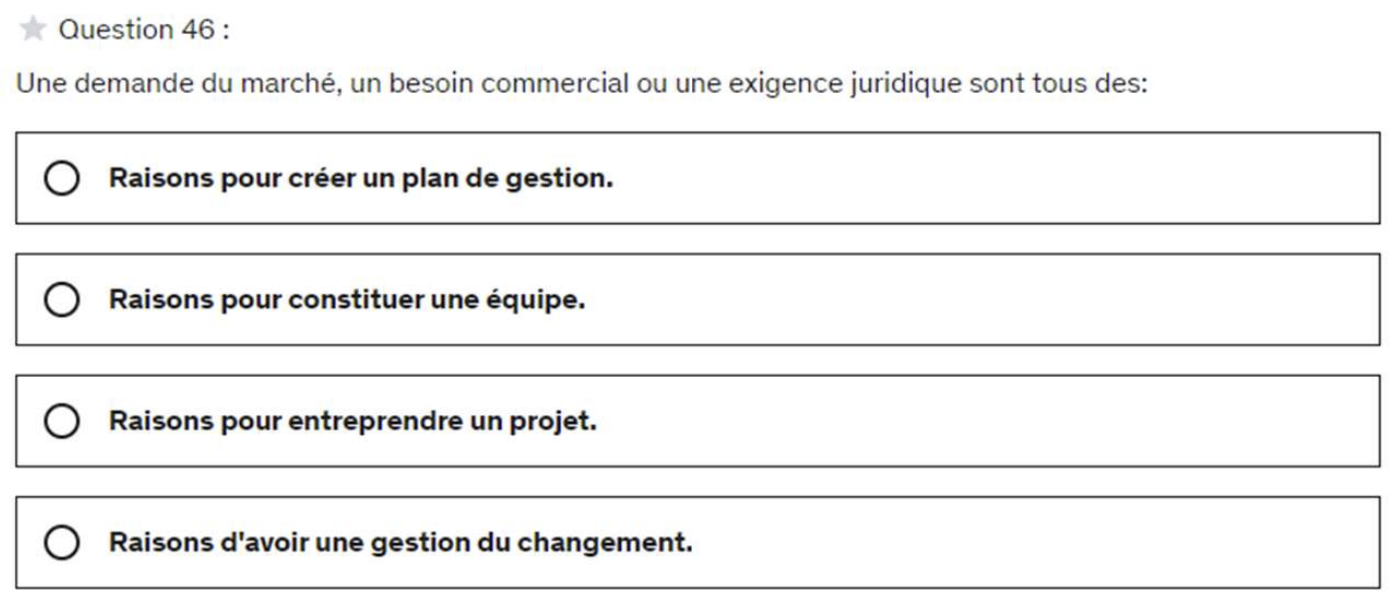 Question 46 :
Une demande du marché, un besoin commercial ou une exigence juridique sont tous des:
Raisons pour créer un plan de gestion.
Raisons pour constituer une équipe.
Raisons pour entreprendre un projet.
Raisons d'avoir une gestion du changement.